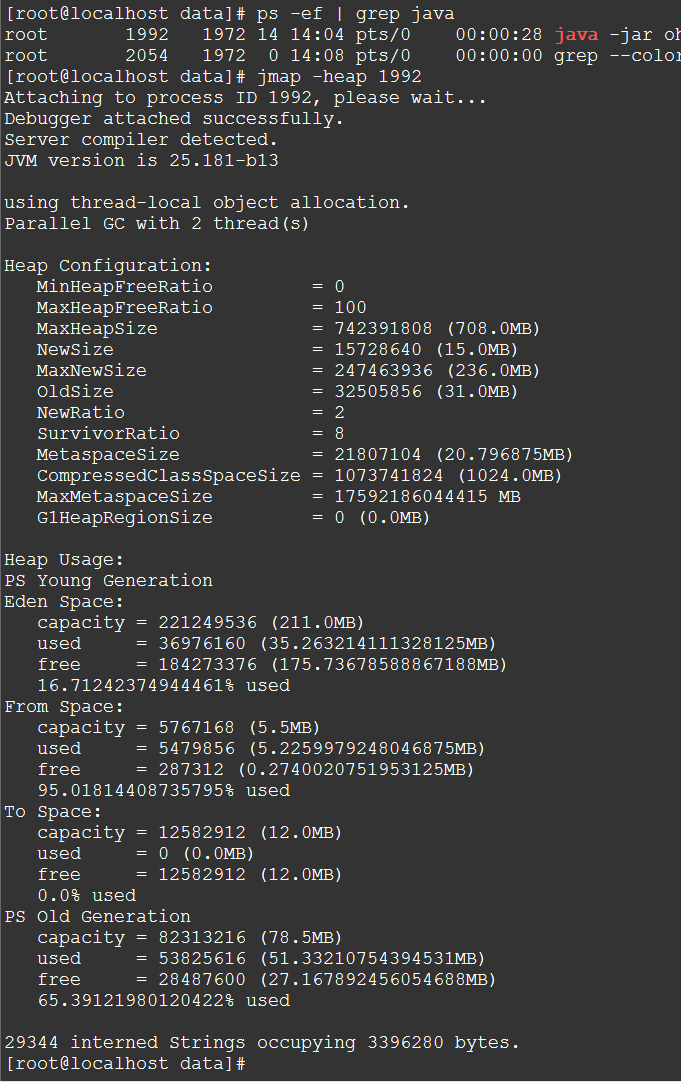 [root@localhost data]# ps -ef | grep java
root      1992  1972 14 14:04 pts/0    00:00:28 java -jar oh
root      2054  1972  0 14:08 pts/0    00:00:00 grep --color
[root@localhost data]# jmap -heap 1992
Attaching to process ID 1992, please wait...
Debugger attached successfully.
Server compiler detected.
JVM version is 25.181-b13

using thread-local object allocation.
Parallel GC with 2 thread(s)

Heap Configuration:
   MinHeapFreeRatio         = 0
   MaxHeapFreeRatio         = 100
   MaxHeapSize              = 742391808 (708.0MB)
   NewSize                  = 15728640 (15.0MB)
   MaxNewSize               = 247463936 (236.0MB)
   OldSize                  = 32505856 (31.0MB)
   NewRatio                 = 2
   SurvivorRatio            = 8
   MetaspaceSize            = 21807104 (20.796875MB)
   CompressedClassSpaceSize = 1073741824 (1024.0MB)
   MaxMetaspaceSize         = 17592186044415 MB
   G1HeapRegionSize         = 0 (0.0MB)

Heap Usage:
PS Young Generation
Eden Space:
   capacity = 221249536 (211.0MB)
   used     = 36976160 (35.263214111328125MB)
   free     = 184273376 (175.73678588867188MB)
   16.71242374944461% used
From Space:
   capacity = 5767168 (5.5MB)
   used     = 5479856 (5.2259979248046875MB)
   free     = 287312 (0.2740020751953125MB)
   95.01814408735795% used
To Space:
   capacity = 12582912 (12.0MB)
   used     = 0 (0.0MB)
   free     = 12582912 (12.0MB)
   0.0% used
PS Old Generation
   capacity = 82313216 (78.5MB)
   used     = 53825616 (51.33210754394531MB)
   free     = 28487600 (27.167892456054688MB)
   65.39121980120422% used

29344 interned Strings occupying 3396280 bytes.
[root@localhost data]#